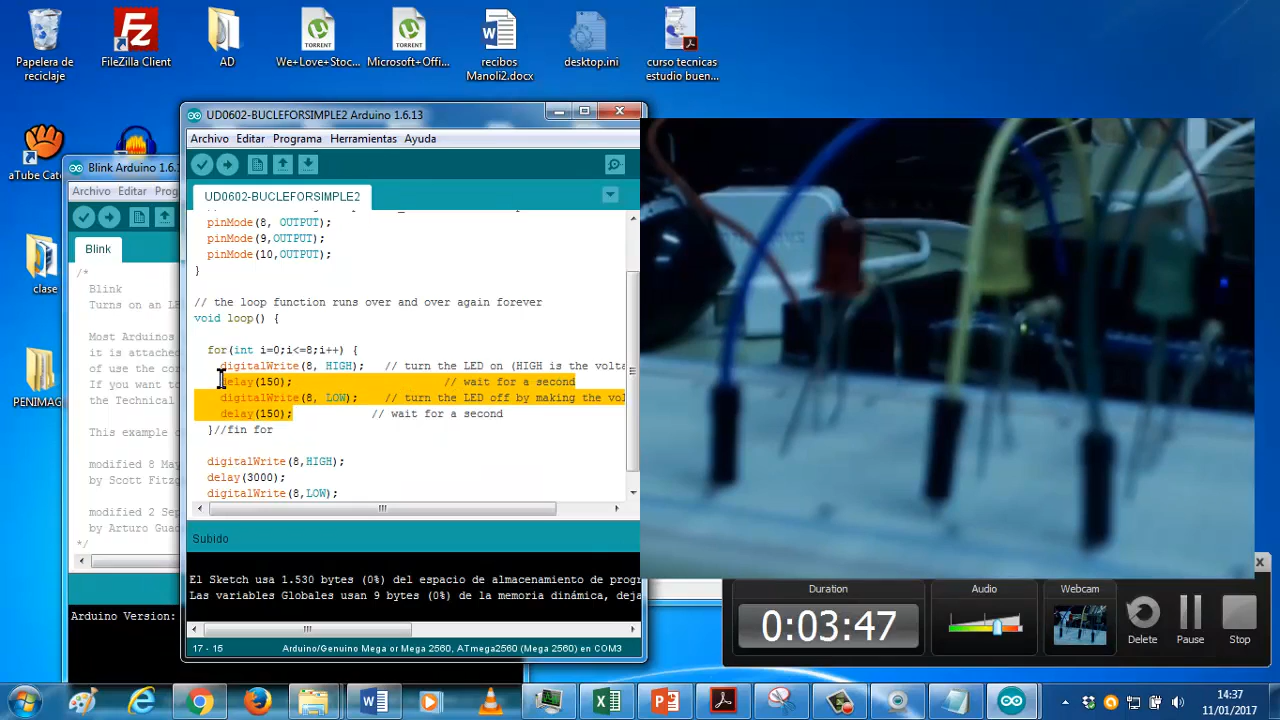 Papelera de
reciclaje
FileZilla Client
AD
We+Love+Stoc...
Microsoft+Offi...
recibos
Manoli2.docx
desktop.ini
curso tecnicas
estudio buen...
TORRENT
TORRENT
aTube Catc
clase
PENIMAG
Blink Arduino 1.6.1
Archivo Editar
Blink
/*
Blink
Turns on an LE
Most Arduinos
it is attached
of use the cor
If you want to
the Technical
This example c
modified 8 May
by Scott Fitzg
modified 2 Sep
by Arturo Guad
*/
Arduino Version:
UD0602-BUCLEFORSIMPLE2 Arduino 1.6.13
Archivo Editar Programa Herramientas Ayuda
UD0602-BUCLEFORSIMPLE2
pinMode(8, OUTPUT);
pinMode(9,OUTPUT);
pinMode(10,OUTPUT);
}
// the loop function runs over and over again forever
void loop() {
for(int i=0;i<=8;i++) {
digitalWrite(8, HIGH); // turn the LED on (HIGH is the volta
delay(150); // wait for a second
digitalWrite(8, LOW); // turn the LED off by making the vol
delay(150); // wait for a second
}//fin for
digitalWrite(8,HIGH);
delay(3000);
digitalWrite(8,LOW);
Subido
El Sketch usa 1.530 bytes (0%) del espacio de almacenamiento de progr
Las variables Globales usan 9 bytes (0%) de la memoria dinámica, deja
17 - 15 Arduino/Genuino Mega or Mega 2560, ATmega2560 (Mega 2560) en COM3
Duration
0:03:47
Audio
Webcam
Delete
Pause
Stop
14:37
11/01/2017